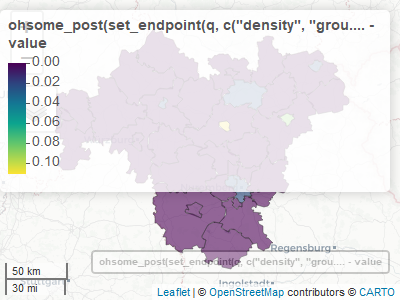 ohsome_post(set_endpoint(q, c("density", "grou.... -
value
0.00
0.02
0.04
0.06
0.08
0.10
Regensburg
ohsome_post(set_endpoint(q, c("density", "grou.... - value
50 km
30 mi
Stuttgart
Ingolstadt
Leaflet | © OpenStreetMap contributors © CARTO